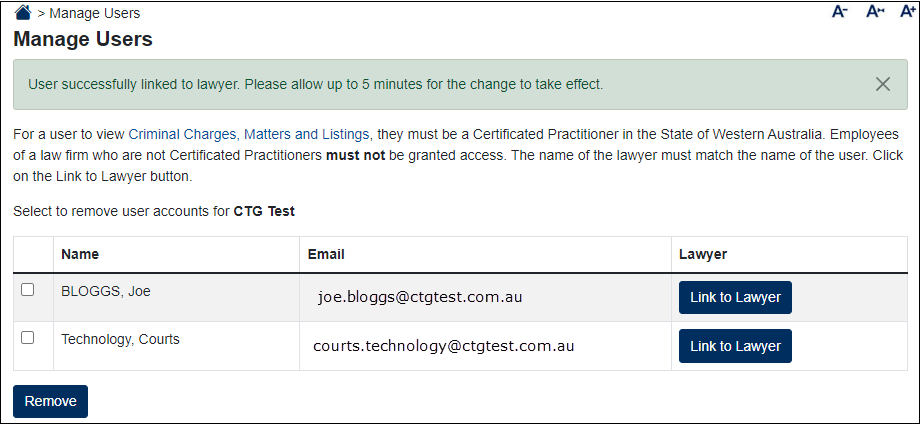 > Manage Users
A- A↔ A+
Manage Users
User successfully linked to lawyer. Please allow up to 5 minutes for the change to take effect.
For a user to view Criminal Charges, Matters and Listings, they must be a Certificated Practitioner in the State of Western Australia. Employees
of a law firm who are not Certificated Practitioners must not be granted access. The name of the lawyer must match the name of the user. Click
on the Link to Lawyer button.
Select to remove user accounts for CTG Test
Name Email Lawyer
BLOGGS, Joe joe.bloggs@ctgtest.com.au Link to Lawyer
Technology, Courts courts.technology@ctgtest.com.au Link to Lawyer
Remove